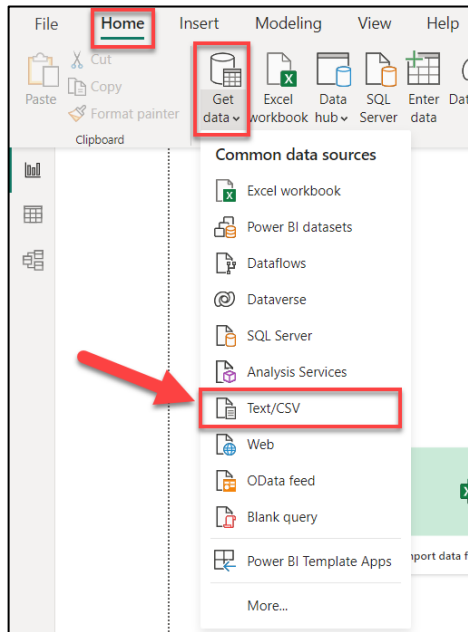 File Home Insert Modeling View Help
Cut
Copy
Format painter
Paste
Get data
Excel workbook
Data hub
SQL Server
Enter data
Clipboard
Common data sources
Excel workbook
Power BI datasets
Dataflows
Dataverse
SQL Server
Analysis Services
Text/CSV
Web
OData feed
Blank query
Power BI Template Apps
More...